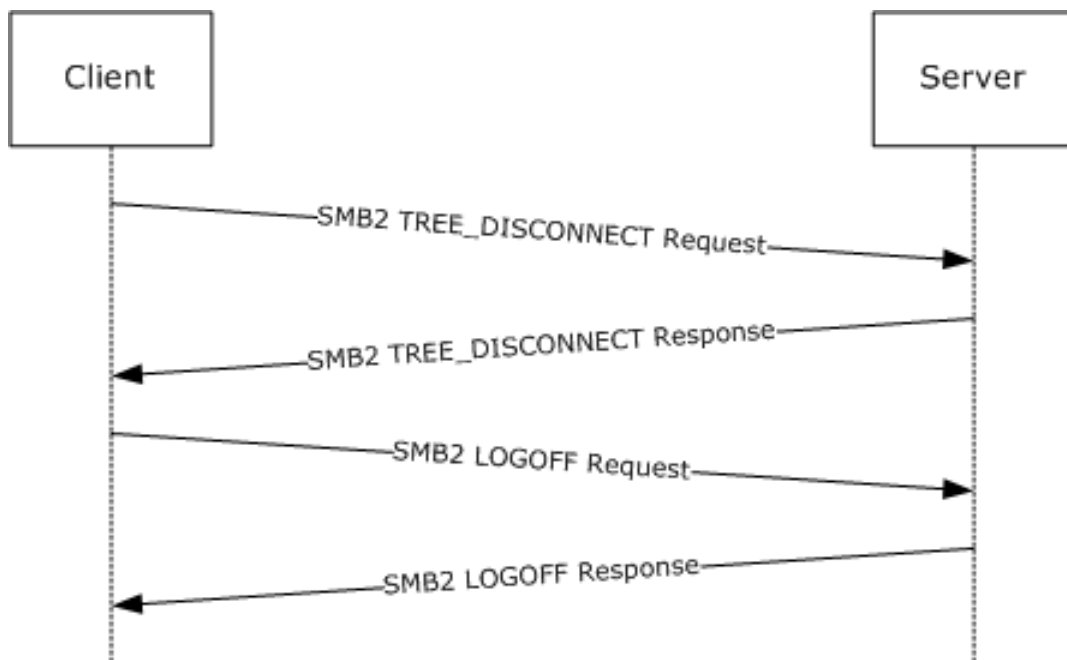 Client
Server
SMB2 TREE_DISCONNECT Request
SMB2 TREE_DISCONNECT Response
SMB2 LOGOFF Request
SMB2 LOGOFF Response